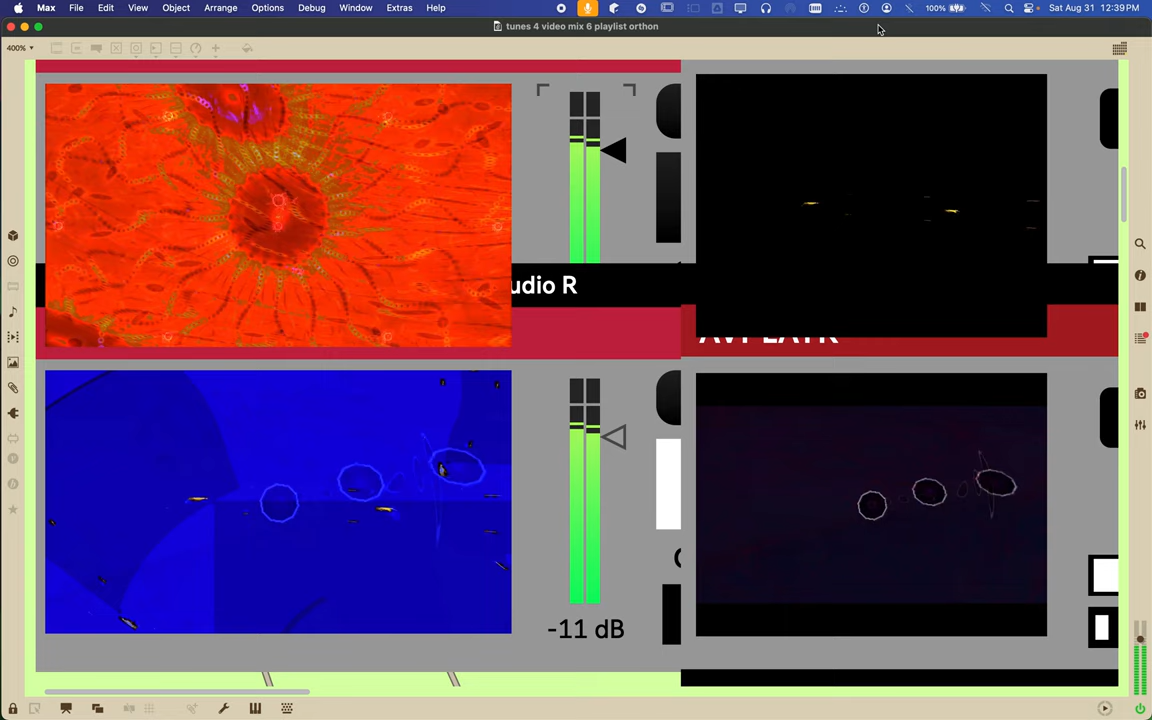 Max File Edit View Object Arrange Options Debug Window Extras Help 100% Sat Aug 31 12:39 PM
tunes 4 video mix 6 playlist orthon
400%
udio R
-11 dB